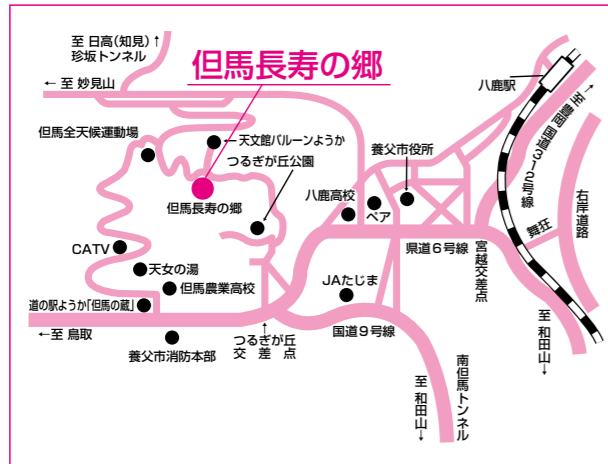 至 日高(知見)↑
珍坂トンネル
但馬長寿の郷
← 至 妙見山
八鹿駅
至 豊岡 国道312号線
但馬全天候運動場
←天文館バルーンようか
つるぎが丘公園
養父市役所
但馬長寿の郷
八鹿高校
ペア
右岸道路
舞狂
県道6号線
宮越交差点
CATV
天女の湯
但馬農業高校
JAたじま
道の駅ようか「但馬の蔵」
←至 鳥取
養父市消防本部
つるぎが丘
交差点
国道9号線
至 和田山→
南但馬トンネル
至 和田山→